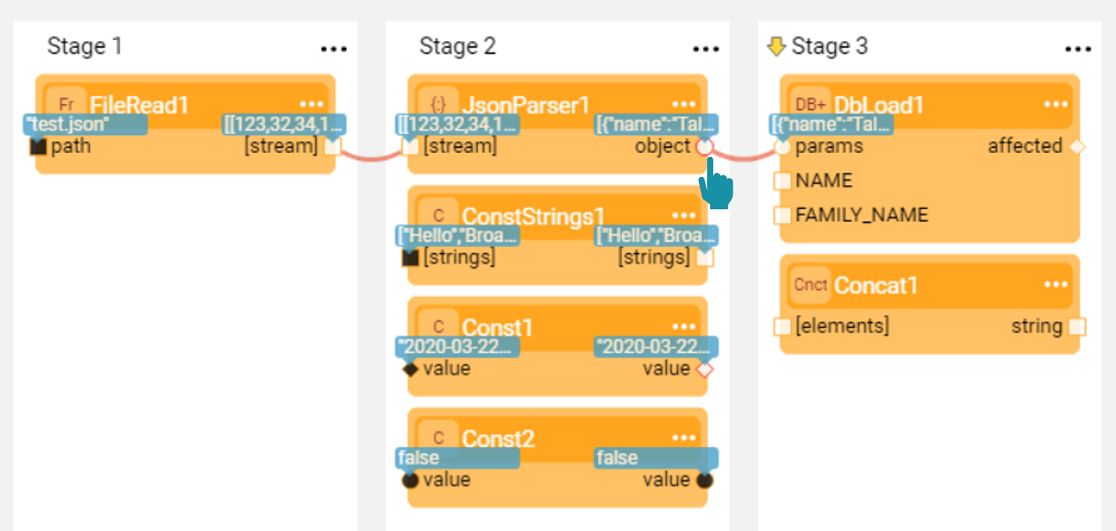 Stage 1
Fr FileRead1
"test.json" [[123,32,34,1...
path [stream]
Stage 2
{:} JsonParser1
[[123,32,34,1... [{"name":"Tal...
[stream] object
C ConstStrings1
["Hello","Broa... ["Hello","Broa...
[strings] [strings]
C Const1
"2020-03-22... "2020-03-22...
value value
C Const2
false false
value value
Stage 3
DB+ DbLoad1
[{"name":"Tal...
params affected
NAME
FAMILY_NAME
Cnct Concat1
[elements] string